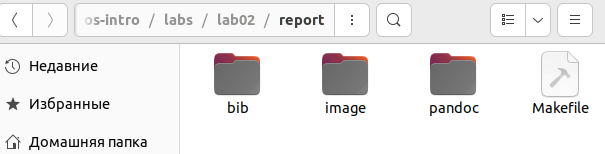 os-intro / labs / lab02 / report
Недавние
Избранные
Домашняя папка
bib
image
pandoc
Makefile